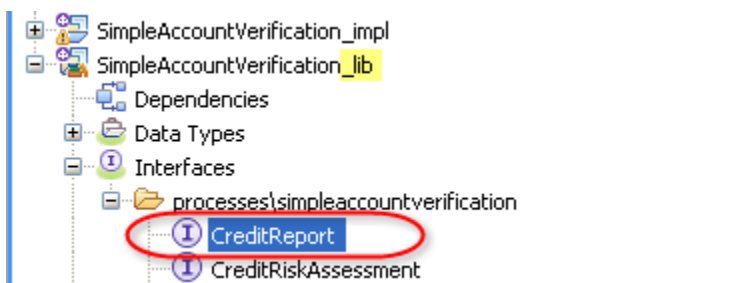 SimpleAccountVerification_impl
SimpleAccountVerification_lib
Dependencies
Data Types
Interfaces
processes\simpleaccountverification
CreditReport
CreditRiskAssessment